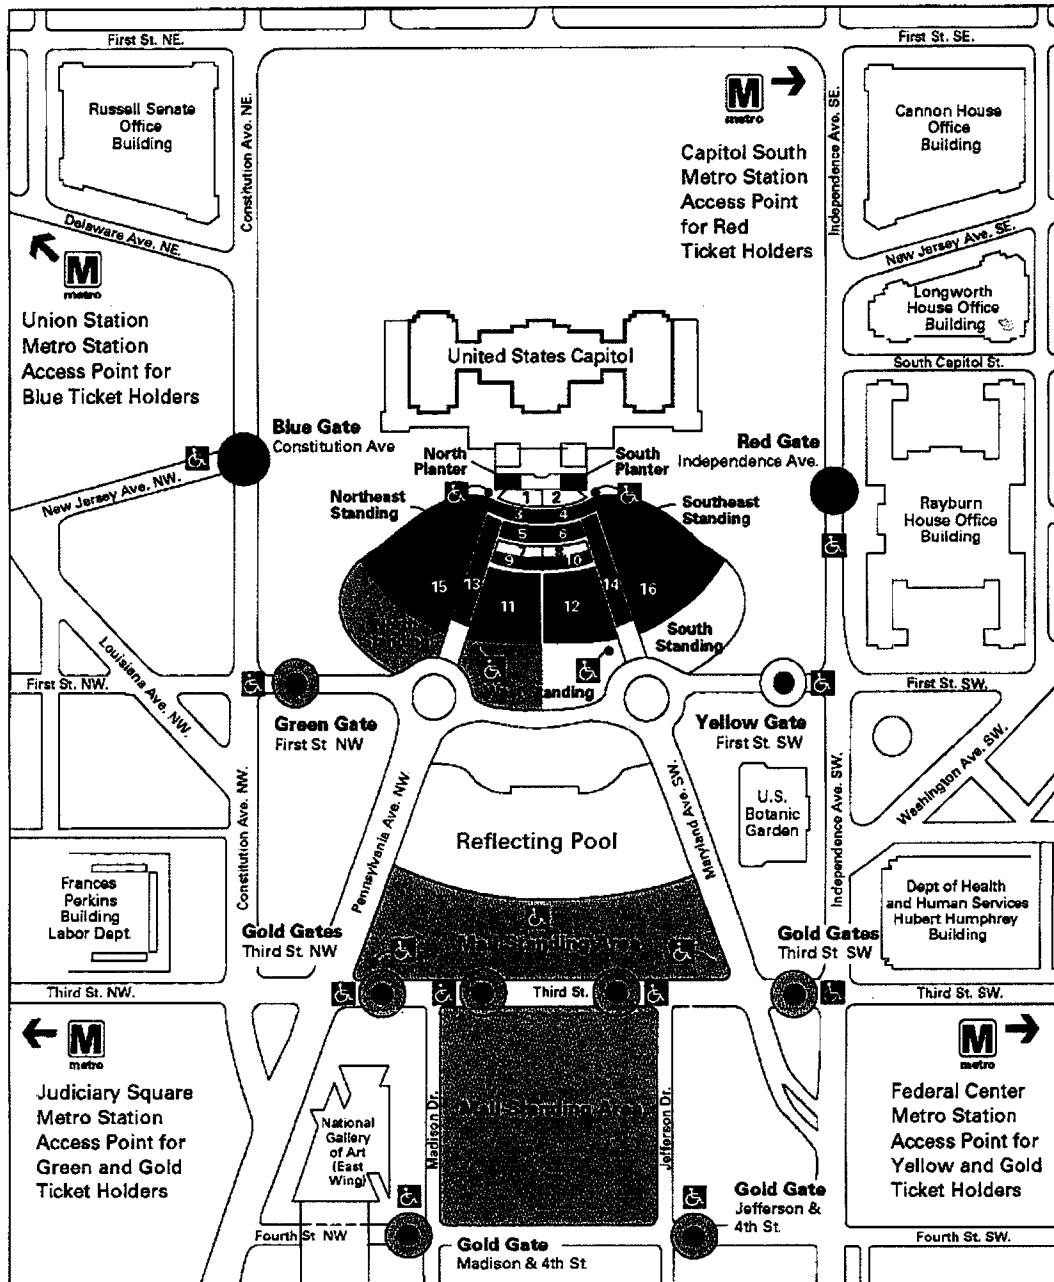 First St. NE.
First St. SE.
Russell Senate
Office
Building
Constitution Ave. NE.
M
metro
Capitol South
Metro Station
Access Point
for Red
Ticket Holders
Independence Ave. SE.
Cannon House
Office
Building
Delaware Ave. NE.
New Jersey Ave. SE.
M
metro
Union Station
Metro Station
Access Point for
Blue Ticket Holders
Longworth
House Office
Building
South Capitol St.
United States Capitol
Blue Gate
Constitution Ave
North
Planter
South
Planter
Red Gate
Independence Ave.
New Jersey Ave. NW.
Northeast
Standing
Southeast
Standing
Rayburn
House Office
Building
1
2
3
4
5
6
7
8
9
10
15
13
11
12
14
16
South
Standing
Standing
Louisiana Ave. NW.
First St. NW.
First St. SW.
Green Gate
First St NW
Yellow Gate
First St. SW
Washington Ave. SW.
Constitution Ave. NW.
Pennsylvania Ave. NW
Maryland Ave. SW.
Independence Ave. SW.
U.S.
Botanic
Garden
Reflecting Pool
Frances
Perkins
Building
Labor Dept.
Dept of Health
and Human Services
Hubert Humphrey
Building
Gold Gates
Third St. NW
Mall Standing Area
Gold Gates
Third St SW
Third St. NW.
Third St.
Third St. SW.
M
metro
Judiciary Square
Metro Station
Access Point for
Green and Gold
Ticket Holders
M
metro
Federal Center
Metro Station
Access Point for
Yellow and Gold
Ticket Holders
National
Gallery
of Art
(East
Wing)
Madison Dr.
Mall Standing Area
Jefferson Dr.
Gold Gate
Jefferson &
4th St.
Fourth St NW
Gold Gate
Madison & 4th St
Fourth St. SW.